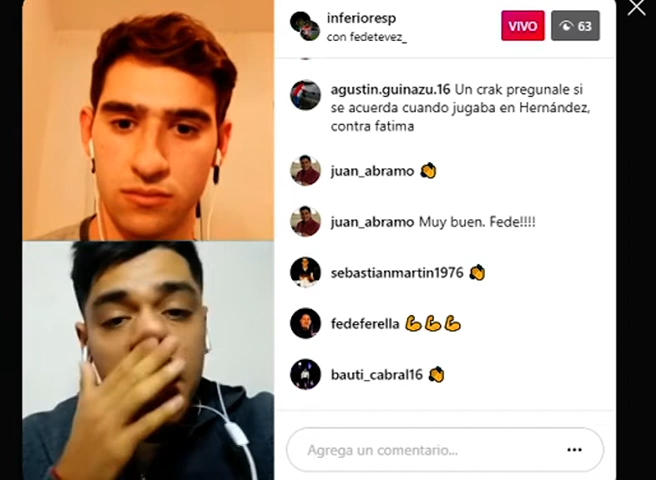 inferioresp
con fedetevez_
VIVO
63
agustin.guinazu.16 Un crak pregunale si
se acuerda cuando jugaba en Hernández,
contra fatima
juan_abramo 👏
juan_abramo Muy buen. Fede!!!!
sebastianmartin1976 👏
fedeferella 💪💪💪
bauti_cabral16 👏
Agrega un comentario...